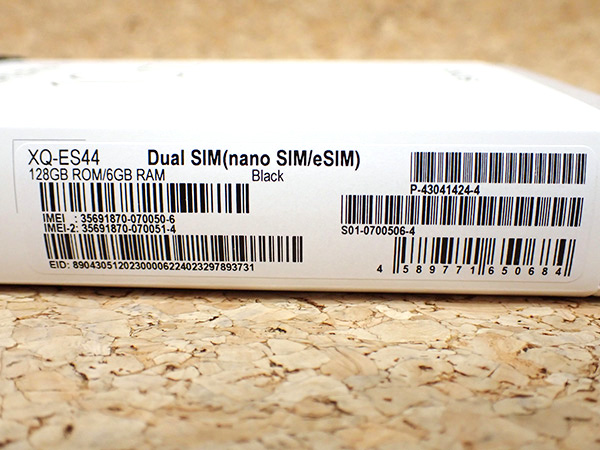 XQ-ES44 Dual SIM(nano SIM/eSIM)
128GB ROM/6GB RAM Black
P-43041424-4
IMEI : 35691870-070050-6
IMEI-2: 35691870-070051-4
S01-0700506-4
EID: 89043051202300006224023297893731
4 589771 650684